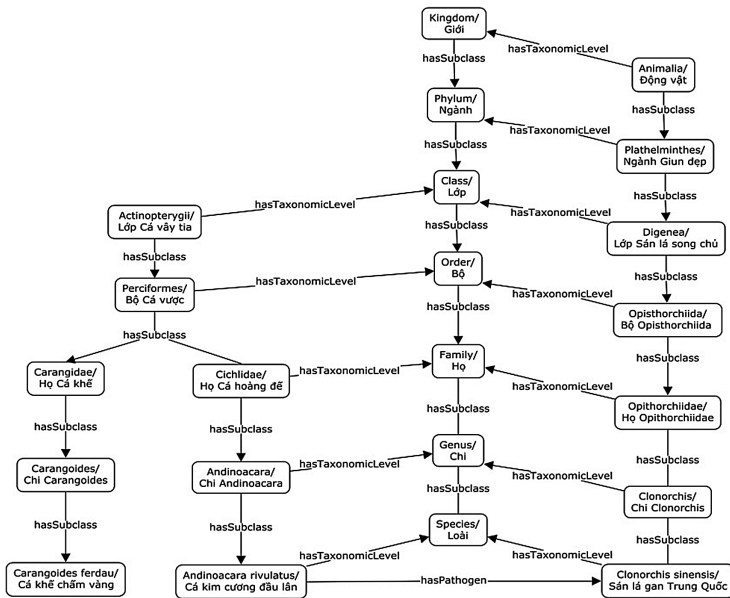 Kingdom/
Giới
hasTaxonomicLevel
hasSubclass
Animalia/
Động vật
Phylum/
Ngành
hasSubclass
hasTaxonomicLevel
hasSubclass
Plathelminthes/
Ngành Giun dẹp
Class/
Lớp
hasSubclass
hasTaxonomicLevel
Actinopterygii/
Lớp Cá vây tia
hasTaxonomicLevel
hasSubclass
Digenea/
Lớp Sán lá song chủ
hasSubclass
Order/
Bộ
hasSubclass
Perciformes/
Bộ Cá vược
hasTaxonomicLevel
hasTaxonomicLevel
Opisthorchiida/
Bộ Opisthorchiida
hasSubclass
hasSubclass
hasSubclass
Family/
Họ
Carangidae/
Họ Cá khế
Cichlidae/
Họ Cá hoàng đế
hasTaxonomicLevel
hasTaxonomicLevel
Opithorchiidae/
Họ Opithorchiidae
hasSubclass
hasSubclass
hasSubclass
Genus/
Chi
hasSubclass
Carangoides/
Chi Carangoides
Andinoacara/
Chi Andinoacara
hasTaxonomicLevel
hasTaxonomicLevel
hasSubclass
Clonorchis/
Chi Clonorchis
hasSubclass
hasSubclass
Species/
Loài
hasSubclass
hasTaxonomicLevel
hasTaxonomicLevel
Carangoides ferdau/
Cá khế chấm vàng
Andinoacara rivulatus/
Cá kim cương đầu lân
hasPathogen
Clonorchis sinensis/
Sán lá gan Trung Quốc